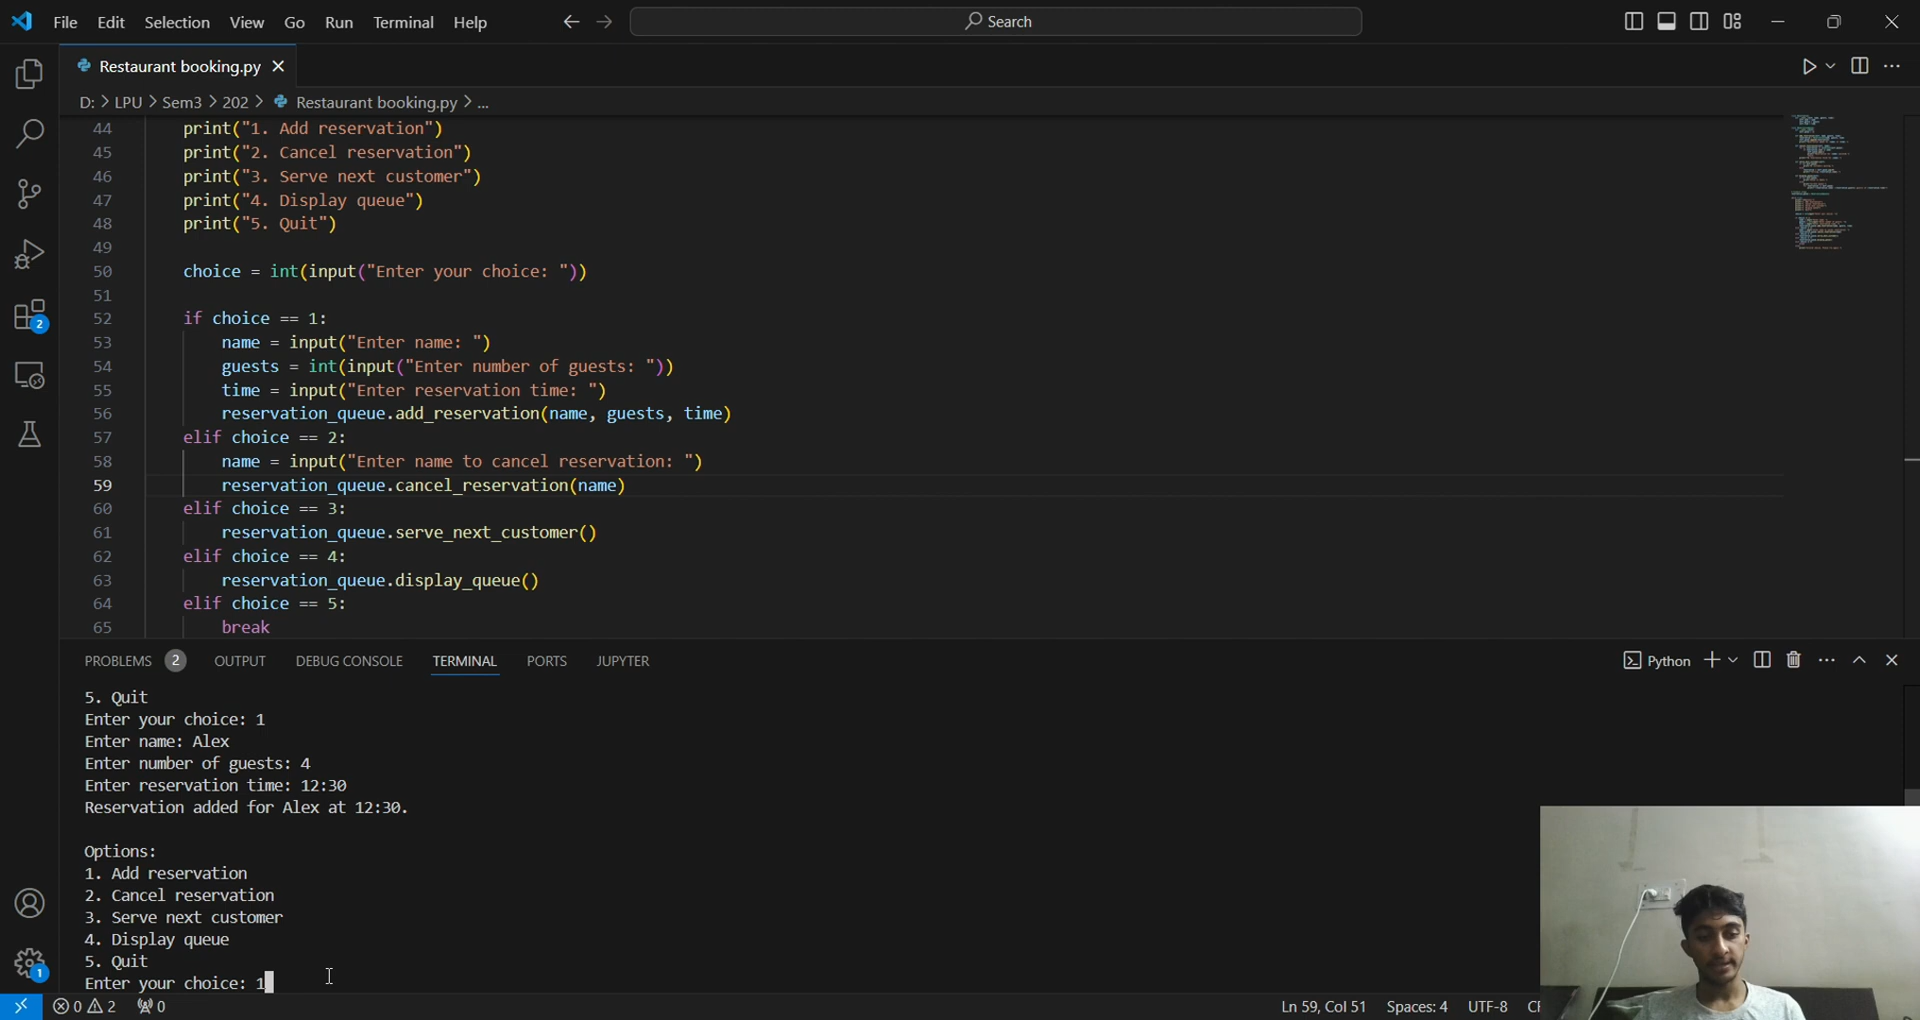 File Edit Selection View Go Run Terminal Help
Search
Restaurant booking.py
D: > LPU > Sem3 > 202 > Restaurant booking.py > ...
44 print("1. Add reservation")
45 print("2. Cancel reservation")
46 print("3. Serve next customer")
47 print("4. Display queue")
48 print("5. Quit")
49
50 choice = int(input("Enter your choice: "))
51
52 if choice == 1:
53 name = input("Enter name: ")
54 guests = int(input("Enter number of guests: "))
55 time = input("Enter reservation time: ")
56 reservation_queue.add_reservation(name, guests, time)
57 elif choice == 2:
58 name = input("Enter name to cancel reservation: ")
59 reservation_queue.cancel_reservation(name)
60 elif choice == 3:
61 reservation_queue.serve_next_customer()
62 elif choice == 4:
63 reservation_queue.display_queue()
64 elif choice == 5:
65 break
2
PROBLEMS 2 OUTPUT DEBUG CONSOLE TERMINAL PORTS JUPYTER
Python
5. Quit
Enter your choice: 1
Enter name: Alex
Enter number of guests: 4
Enter reservation time: 12:30
Reservation added for Alex at 12:30.
Options:
1. Add reservation
2. Cancel reservation
3. Serve next customer
4. Display queue
5. Quit
Enter your choice: 1
1
0 2 0
Ln 59, Col 51 Spaces: 4 UTF-8